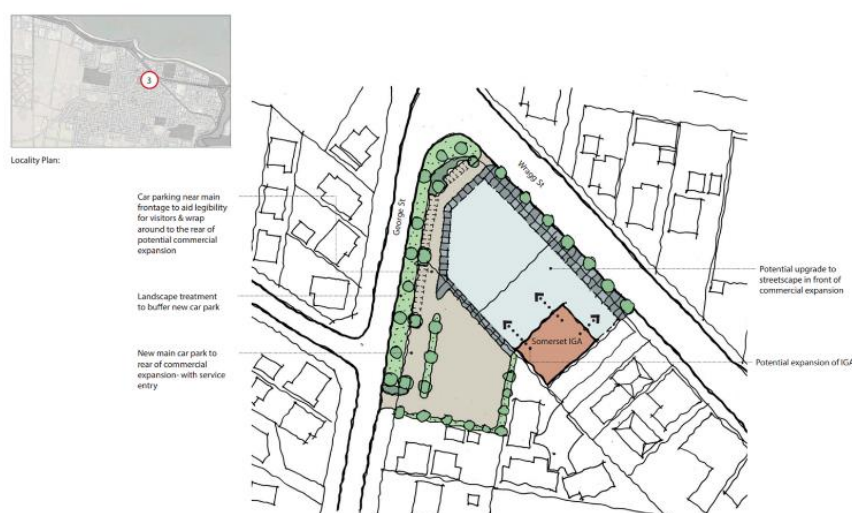 3
Locality Plan:
Car parking near main
frontage to aid legibility
for visitors & wrap
around to the rear of
potential commercial
expansion
Landscape treatment
to buffer new car park
New main car park to
rear of commercial
expansion- with service
entry
George St
Wragg St
Somerset IGA
Potential upgrade to
streetscape in front of
commercial expansion
Potential expansion of IGA